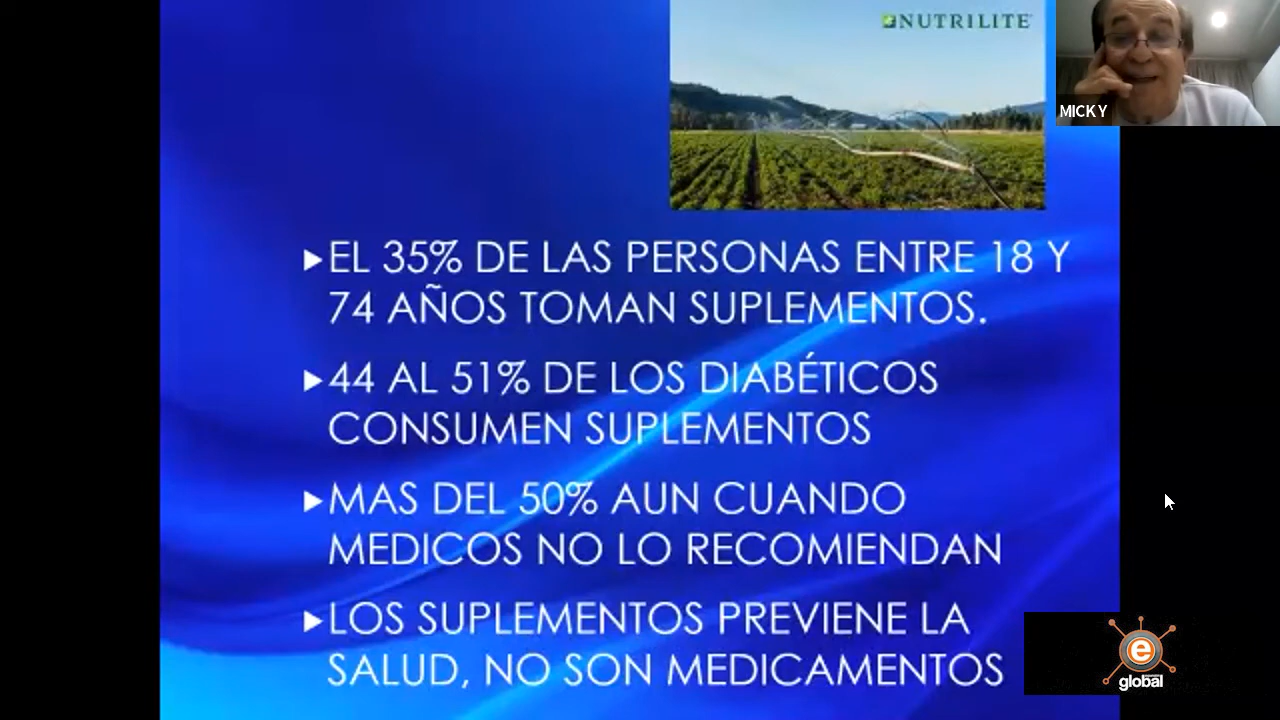 NUTRILITE
MICKY
►EL 35% DE LAS PERSONAS ENTRE 18 Y
74 AÑOS TOMAN SUPLEMENTOS.
►44 AL 51% DE LOS DIABÉTICOS
CONSUMEN SUPLEMENTOS
►MAS DEL 50% AUN CUANDO
MEDICOS NO LO RECOMIENDAN
►LOS SUPLEMENTOS PREVIENE LA
SALUD, NO SON MEDICAMENTOS
e
global